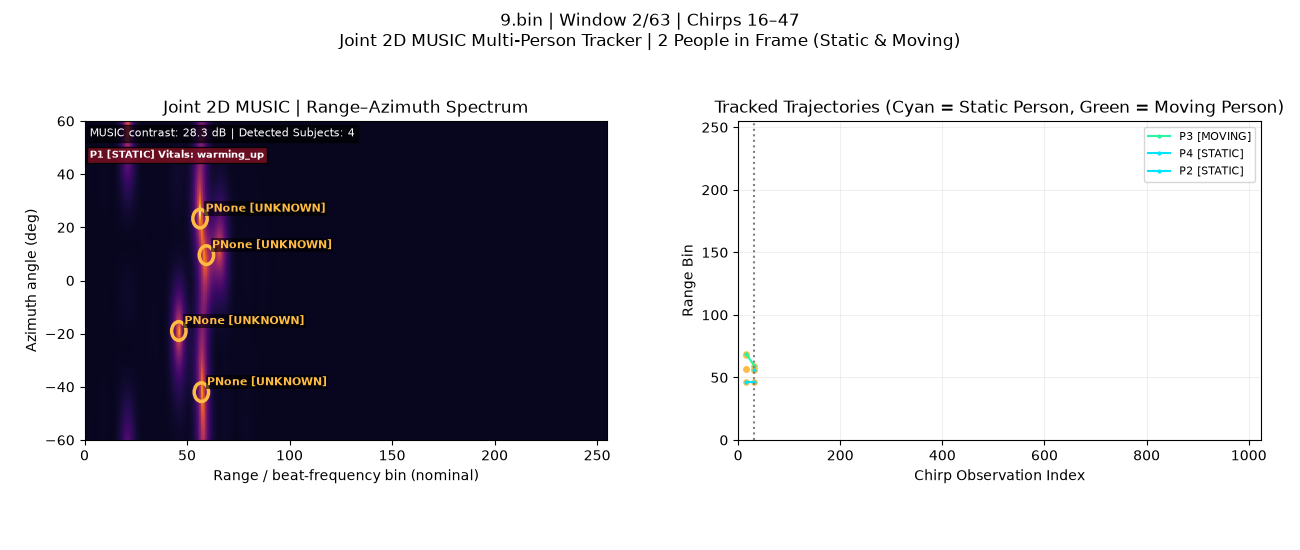 9.bin | Window 2/63 | Chirps 16–47
Joint 2D MUSIC Multi-Person Tracker | 2 People in Frame (Static & Moving)
Joint 2D MUSIC | Range–Azimuth Spectrum
MUSIC contrast: 28.3 dB | Detected Subjects: 4
P1 [STATIC] Vitals: warming_up
PNone [UNKNOWN]
PNone [UNKNOWN]
PNone [UNKNOWN]
PNone [UNKNOWN]
60
40
20
0
−20
−40
−60
Azimuth angle (deg)
0
50
100
150
200
250
Range / beat-frequency bin (nominal)
Tracked Trajectories (Cyan = Static Person, Green = Moving Person)
P3 [MOVING]
P4 [STATIC]
P2 [STATIC]
250
200
150
100
50
0
Range Bin
0
200
400
600
800
1000
Chirp Observation Index